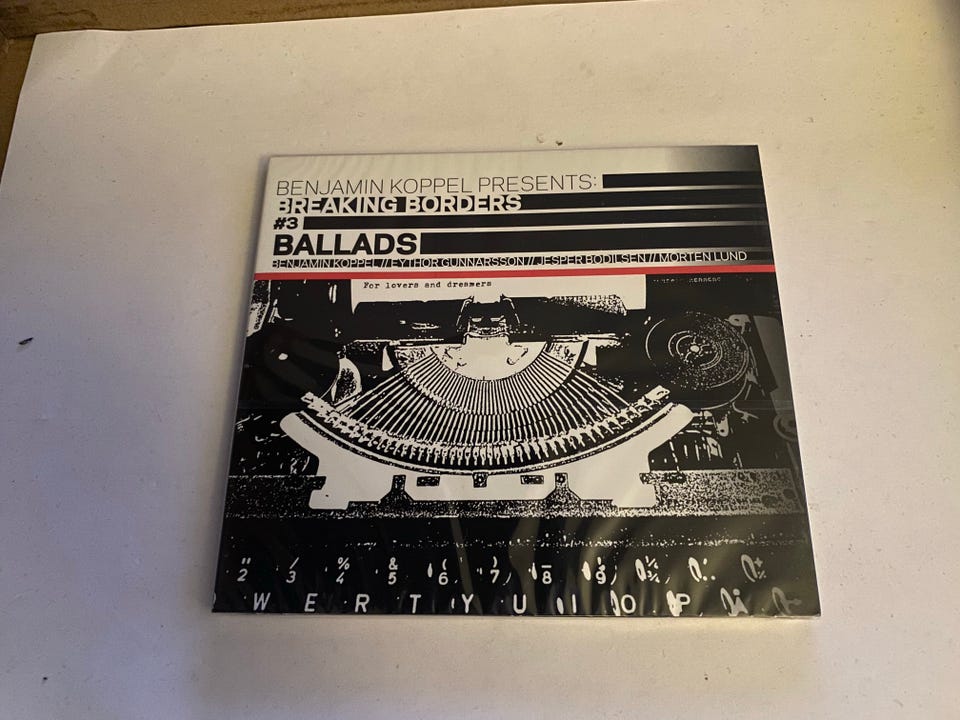 BENJAMIN KOPPEL PRESENTS:
BREAKING BORDERS
#3
BALLADS
BENJAMIN KOPPEL // EYTHOR GUNNARSSON // JESPER BODILSEN // MORTEN LUND
For lovers and dreamers
" / % & ( ) _
2 3 4 5 6 7 8 9
W E R T Y U I O P